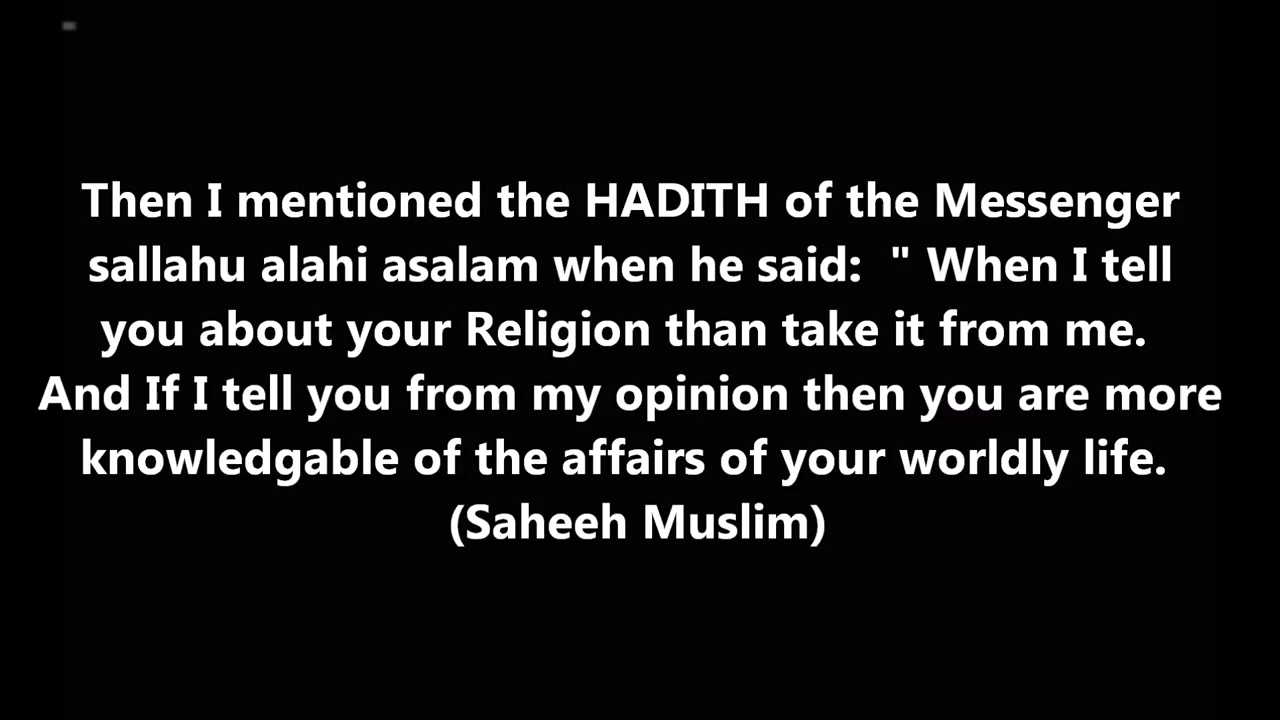 Then I mentioned the HADITH of the Messenger
sallahu alahi asalam when he said:  " When I tell
you about your Religion than take it from me.
And If I tell you from my opinion then you are more
knowledgable of the affairs of your worldly life.
(Saheeh Muslim)